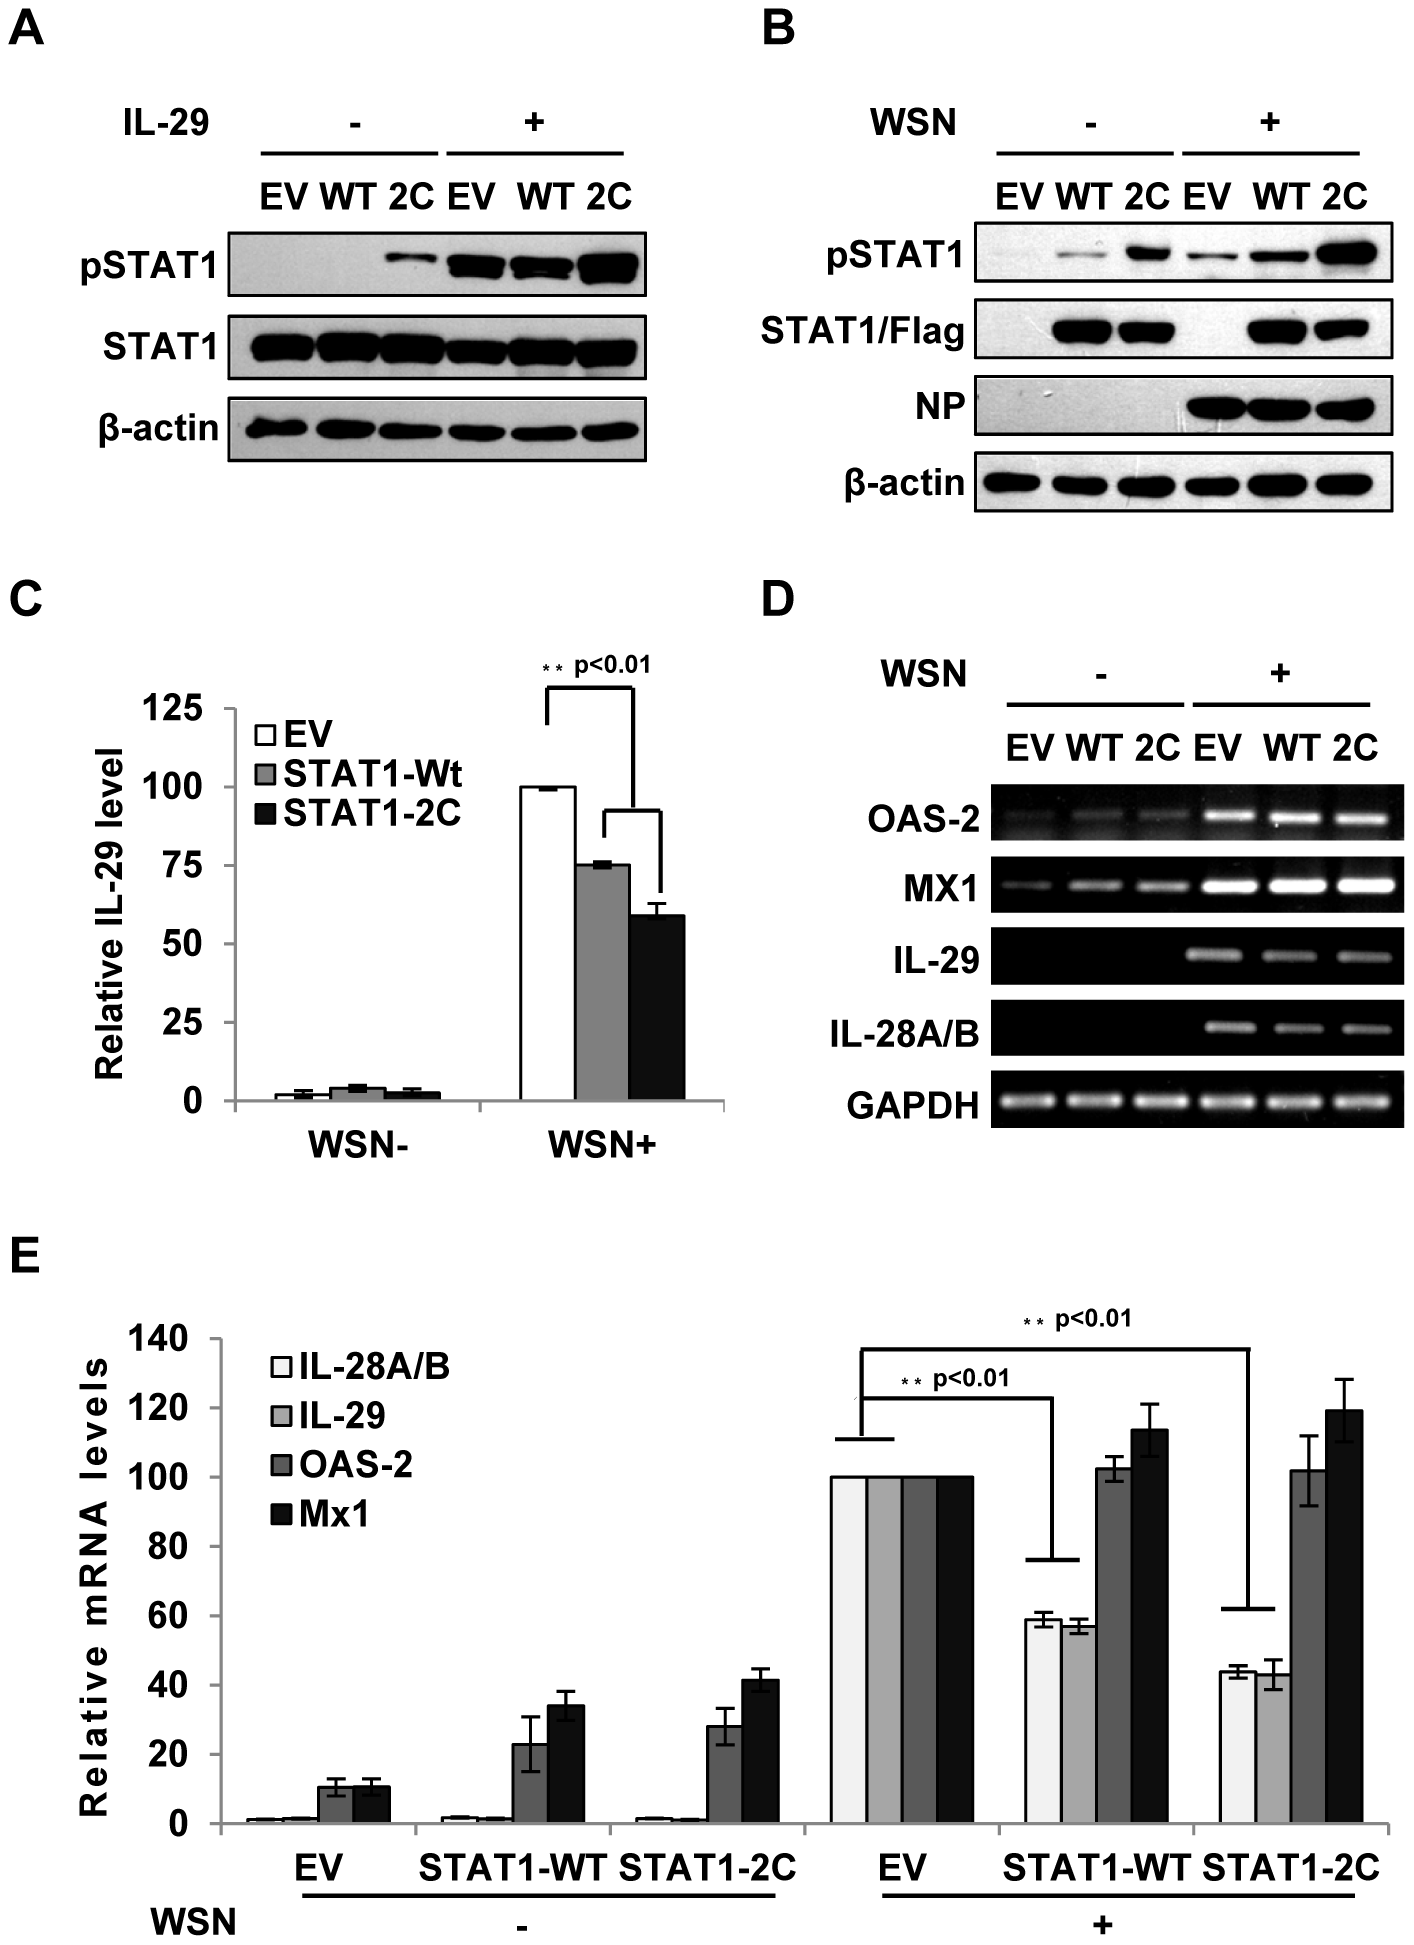 A
IL-29 - +
EV WT 2C EV WT 2C
pSTAT1
STAT1
β-actin
B
WSN - +
EV WT 2C EV WT 2C
pSTAT1
STAT1/Flag
NP
β-actin
C
** p<0.01
Relative IL-29 level
125
100
75
50
25
0
EV
STAT1-Wt
STAT1-2C
WSN- WSN+
D
WSN - +
EV WT 2C EV WT 2C
OAS-2
MX1
IL-29
IL-28A/B
GAPDH
E
Relative mRNA levels
140
120
100
80
60
40
20
0
IL-28A/B
IL-29
OAS-2
Mx1
** p<0.01
** p<0.01
EV STAT1-WT STAT1-2C EV STAT1-WT STAT1-2C
WSN - +